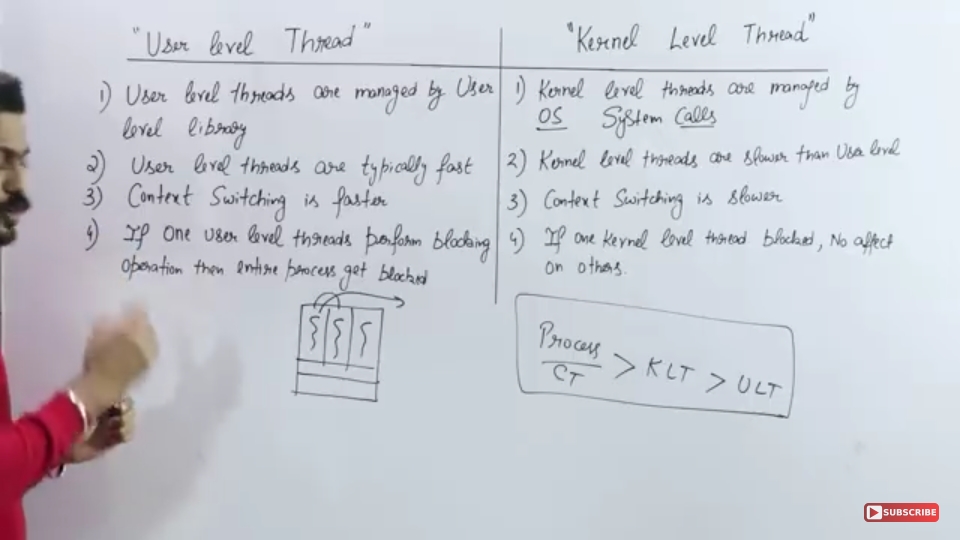 "User level Thread"
1) User level threads are managed by User
level library
2) User level threads are typically fast
3) Context Switching is faster
4) If One user level threads perform blocking
operation then entire process get blocked
"Kernel Level Thread"
1) Kernel level threads are managed by
OS System Calls
2) Kernel level threads are slower than User level
3) Context Switching is slower
4) If one Kernel level thread blocked, No affect
on others.
Process
CT > KLT > ULT
SUBSCRIBE